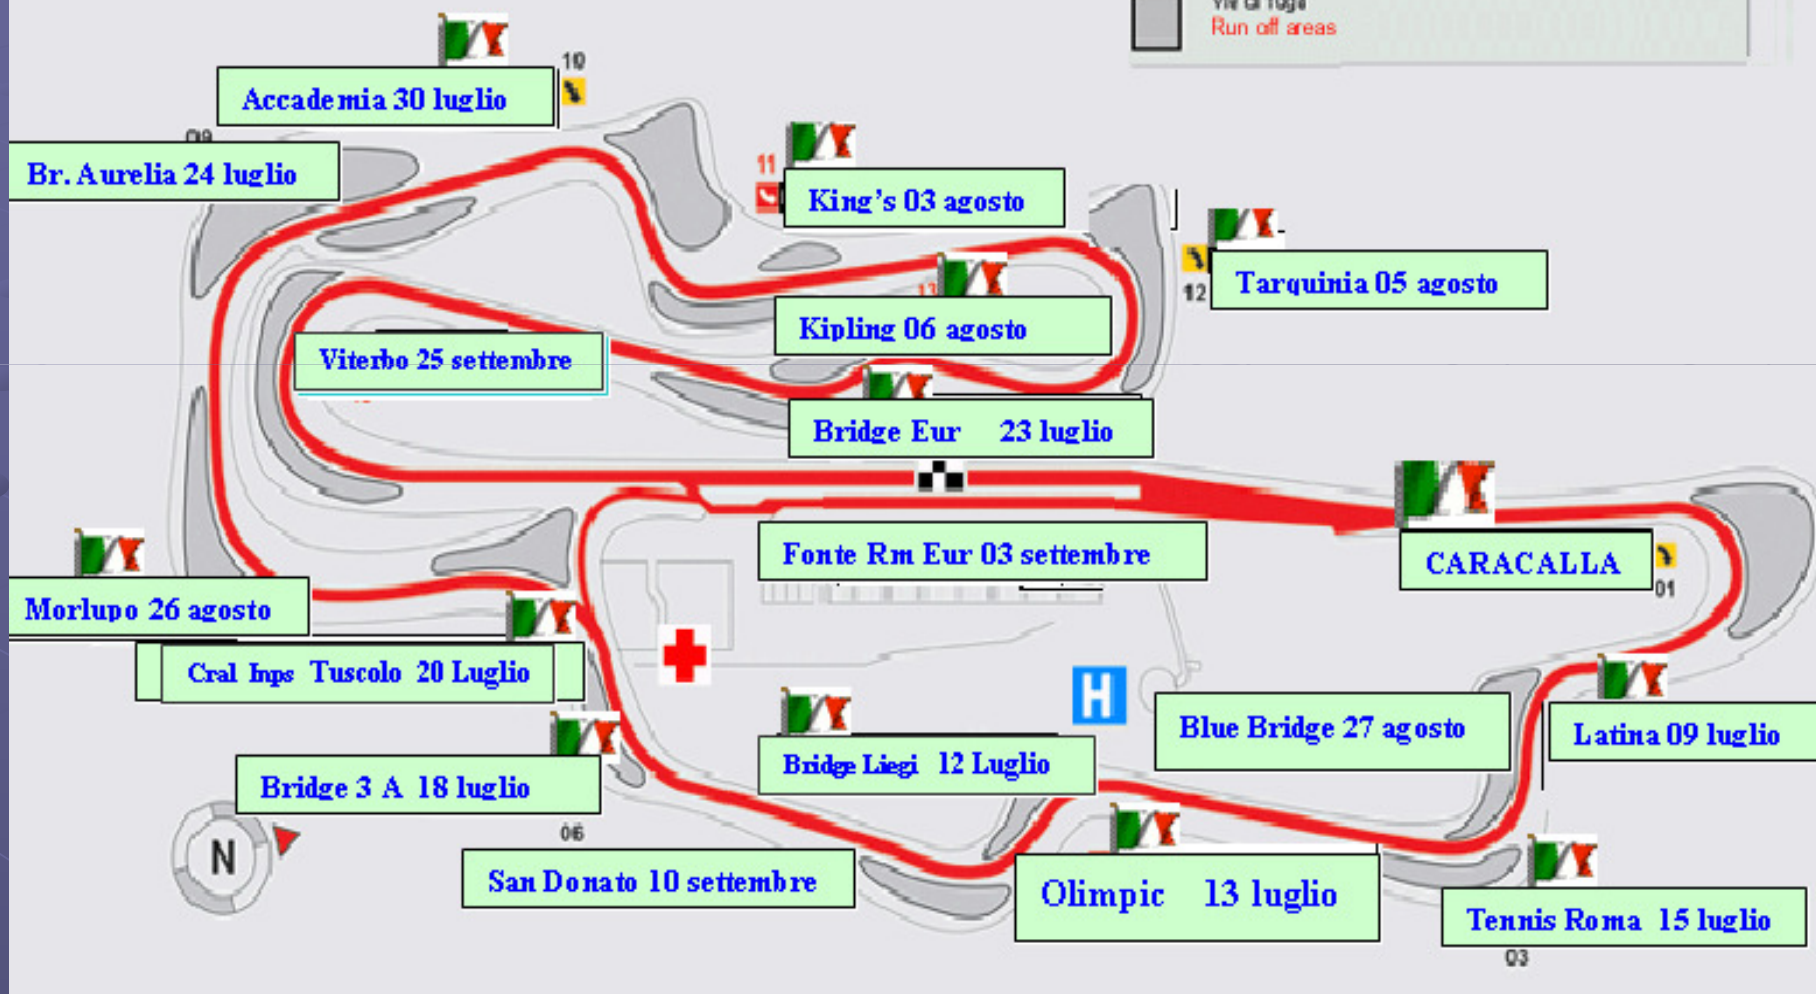 Run off areas
10
Accademia 30 luglio
09
Br. Aurelia 24 luglio
11
King's 03 agosto
Tarquinia 05 agosto
12
13
Kipling 06 agosto
Viterbo 25 settembre
Bridge Eur 23 luglio
Fonte Rm Eur 03 settembre
CARACALLA
01
Morlupo 26 agosto
Cral Inps Tuscolo 20 Luglio
H
Blue Bridge 27 agosto
Latina 09 luglio
Bridge Liegi 12 Luglio
Bridge 3 A 18 luglio
06
N
San Donato 10 settembre
Olimpic 13 luglio
Tennis Roma 15 luglio
03